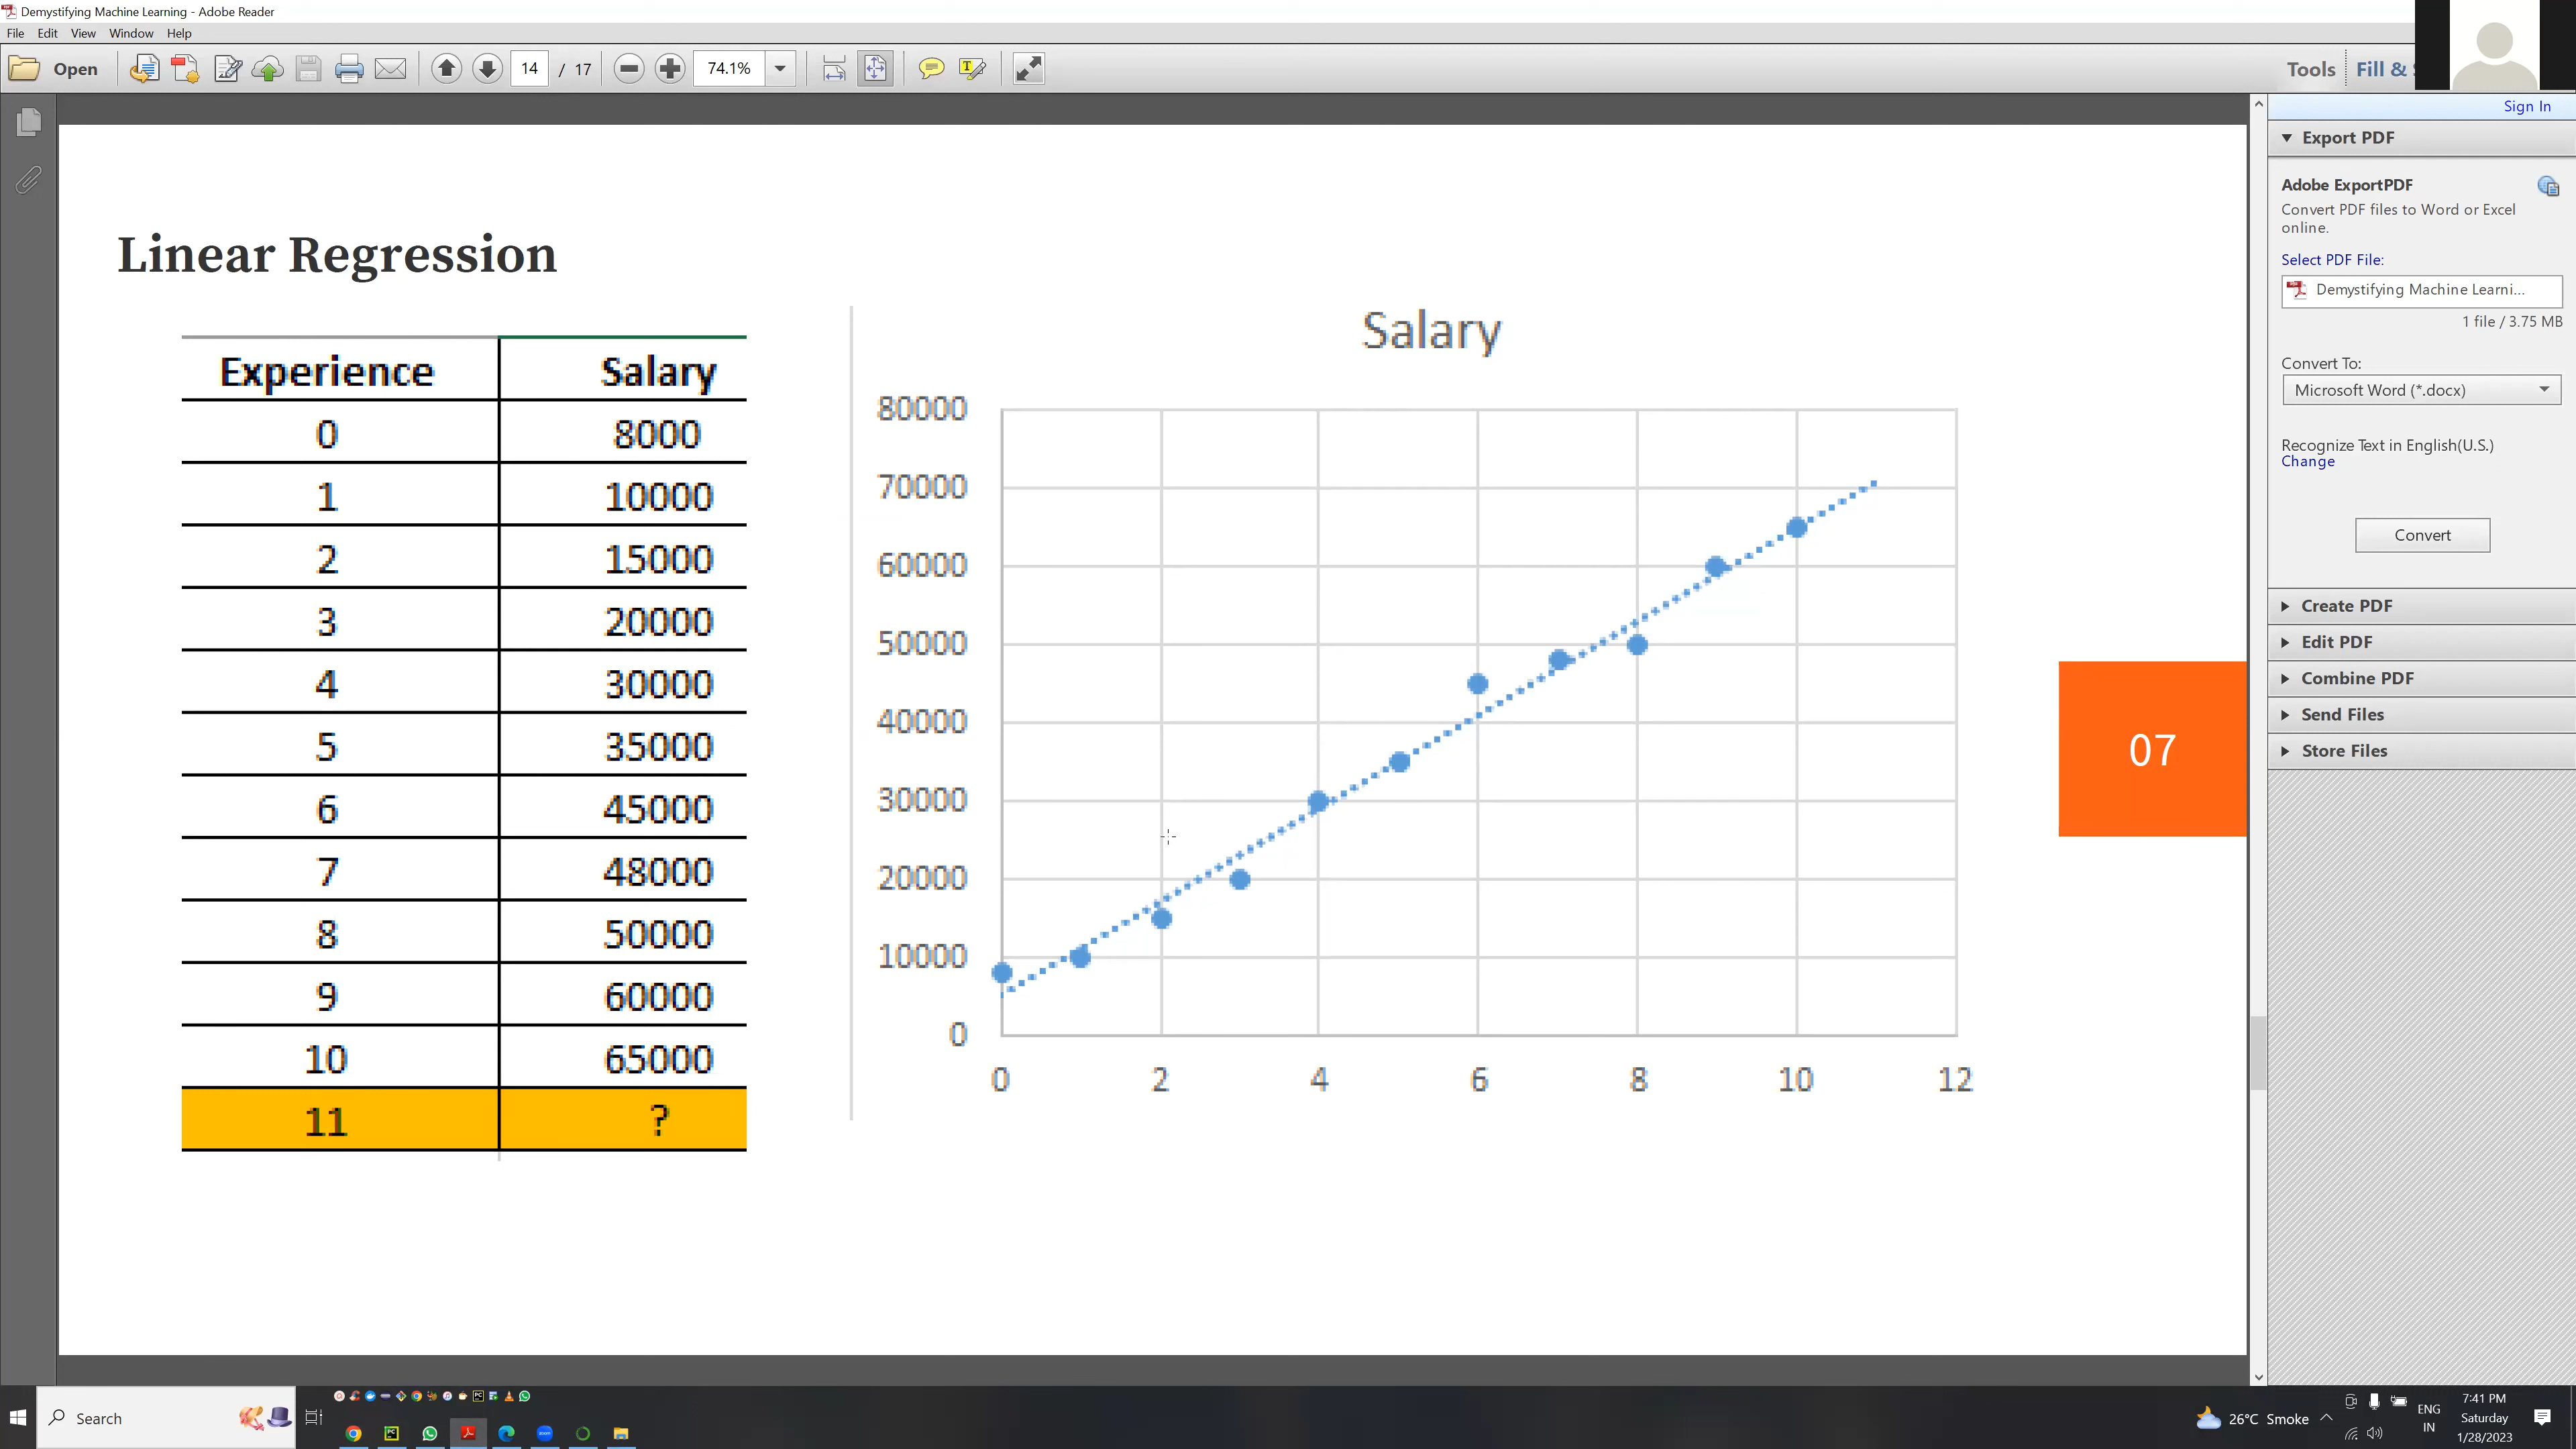 Demystifying Machine Learning - Adobe Reader
File Edit View Window Help
Open 14 / 17 74.1% Tools Fill &
Sign In
Export PDF
Adobe ExportPDF
Convert PDF files to Word or Excel
online.
Select PDF File:
Demystifying Machine Learni...
1 file / 3.75 MB
Convert To:
Microsoft Word (*.docx)
Recognize Text in English(U.S.)
Change
Convert
Create PDF
Edit PDF
Combine PDF
Send Files
Store Files
Linear Regression
Experience Salary
0 8000
1 10000
2 15000
3 20000
4 30000
5 35000
6 45000
7 48000
8 50000
9 60000
10 65000
11 ?
Salary
80000
70000
60000
50000
40000
30000
20000
10000
0
0 2 4 6 8 10 12
07
Search
26°C Smoke
ENG
IN
7:41 PM
Saturday
1/28/2023